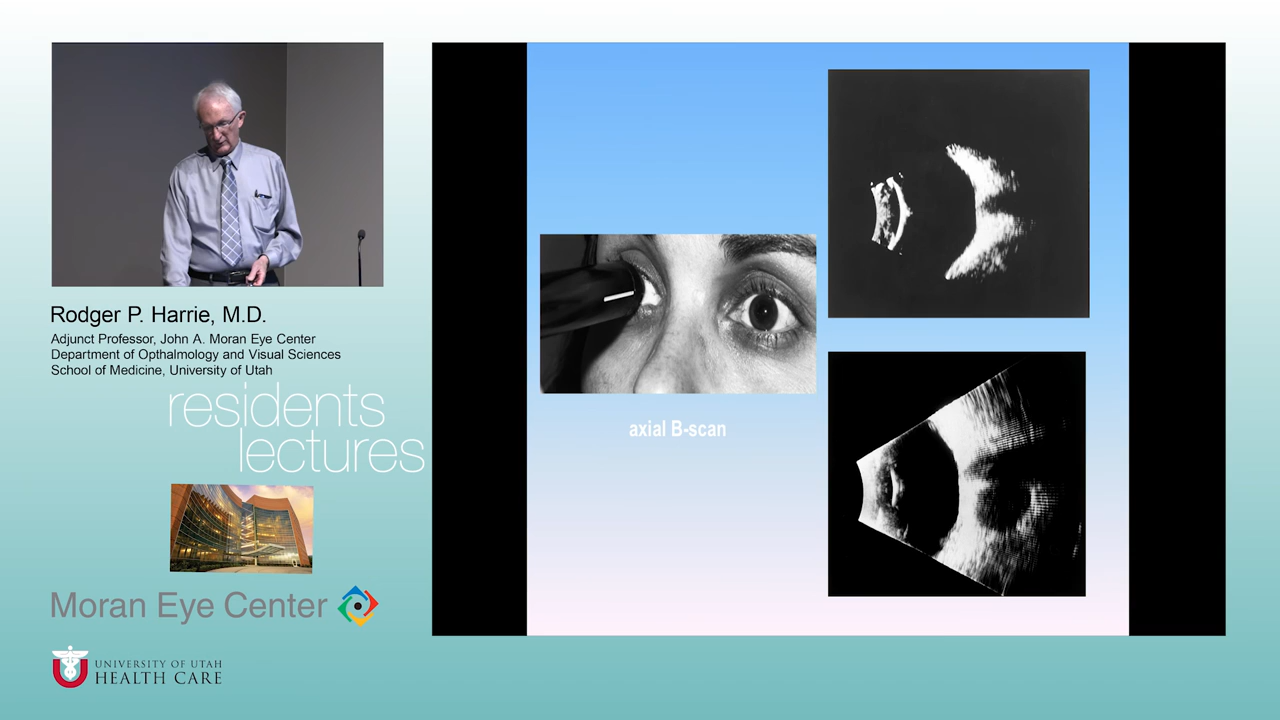 Rodger P. Harrie, M.D.
Adjunct Professor, John A. Moran Eye Center
Department of Opthalmology and Visual Sciences
School of Medicine, University of Utah
residents
lectures
Moran Eye Center
UNIVERSITY OF UTAH
HEALTH CARE
axial B-scan